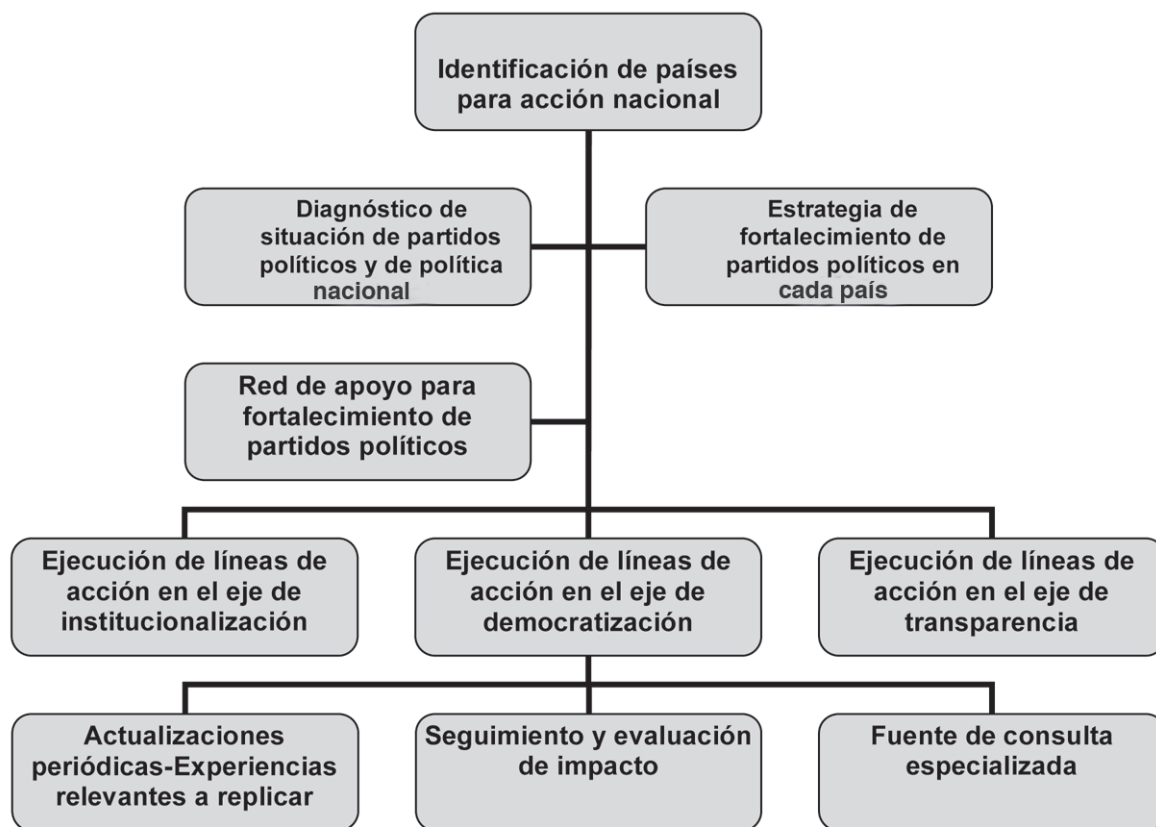 Identificación de países
para acción nacional
Diagnóstico de
situación de partidos
políticos y de política
nacional
Estrategia de
fortalecimiento de
partidos políticos en
cada país
Red de apoyo para
fortalecimiento de
partidos políticos
Ejecución de líneas de
acción en el eje de
institucionalización
Ejecución de líneas de
acción en el eje de
democratización
Ejecución de líneas de
acción en el eje de
transparencia
Actualizaciones
periódicas-Experiencias
relevantes a replicar
Seguimiento y evaluación
de impacto
Fuente de consulta
especializada